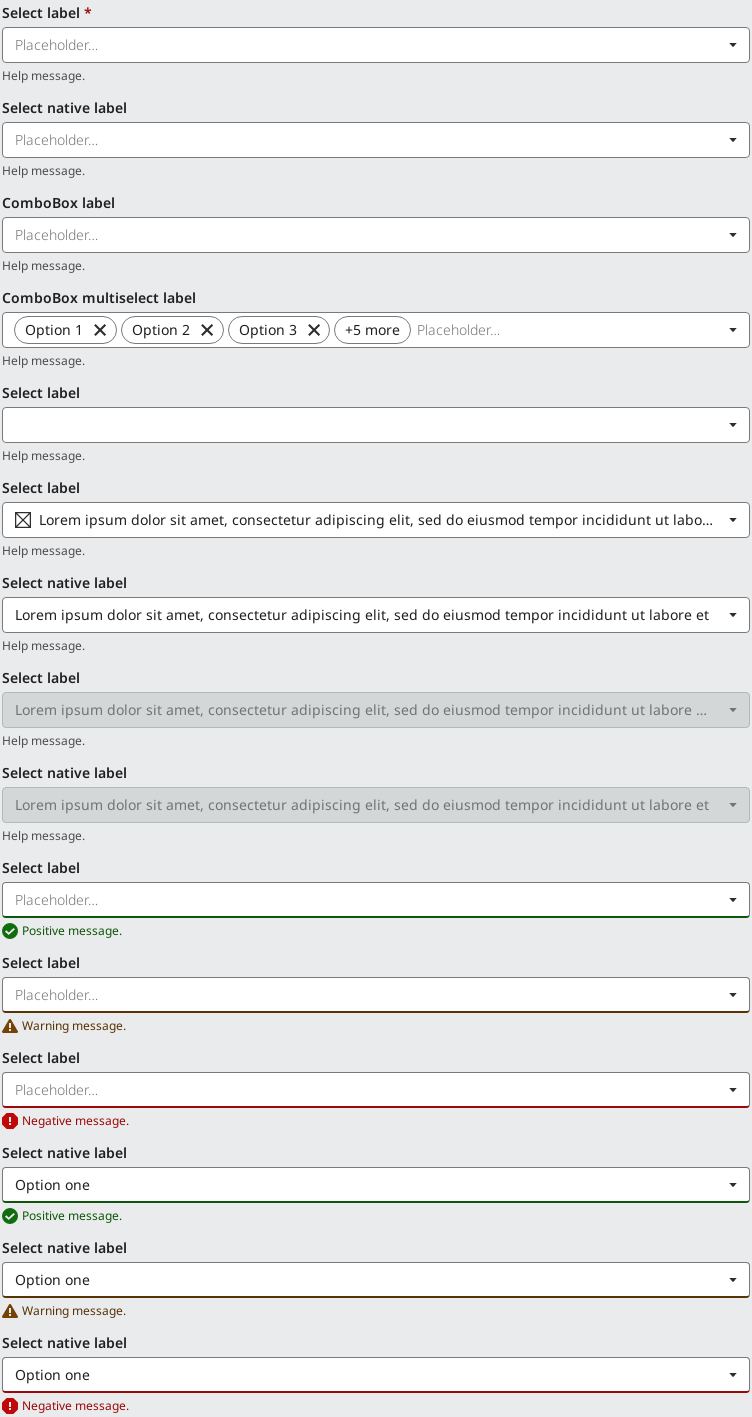 Select label *
Placeholder...
Help message.
Select native label
Placeholder...
Help message.
ComboBox label
Placeholder...
Help message.
ComboBox multiselect label
Option 1 Option 2 Option 3 +5 more Placeholder...
Help message.
Select label
Help message.
Select label
Lorem ipsum dolor sit amet, consectetur adipiscing elit, sed do eiusmod tempor incididunt ut labo...
Help message.
Select native label
Lorem ipsum dolor sit amet, consectetur adipiscing elit, sed do eiusmod tempor incididunt ut labore et
Help message.
Select label
Lorem ipsum dolor sit amet, consectetur adipiscing elit, sed do eiusmod tempor incididunt ut labore ...
Help message.
Select native label
Lorem ipsum dolor sit amet, consectetur adipiscing elit, sed do eiusmod tempor incididunt ut labore et
Help message.
Select label
Placeholder...
Positive message.
Select label
Placeholder...
Warning message.
Select label
Placeholder...
Negative message.
Select native label
Option one
Positive message.
Select native label
Option one
Warning message.
Select native label
Option one
Negative message.